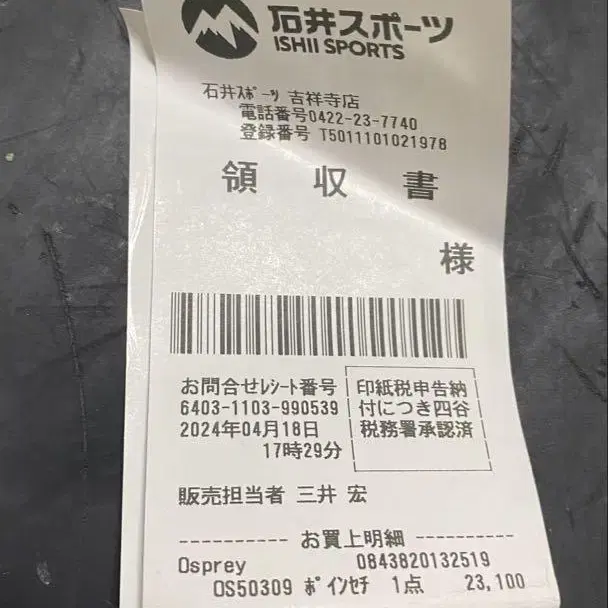 石井スポーツ
ISHII SPORTS
石井ｽﾎﾟｰﾂ 吉祥寺店
電話番号0422-23-7740
登録番号 T5011101021978
領 収 書
様
お問合せﾚｼｰﾄ番号
6403-1103-990539
2024年04月18日
17時29分
印紙税申告納
付につき四谷
税務署承認済
販売担当者 三井 宏
---------- お買上明細 ----------
Osprey 0843820132519
OS50309 ﾎﾟｲﾝｾﾁ 1点 23,100